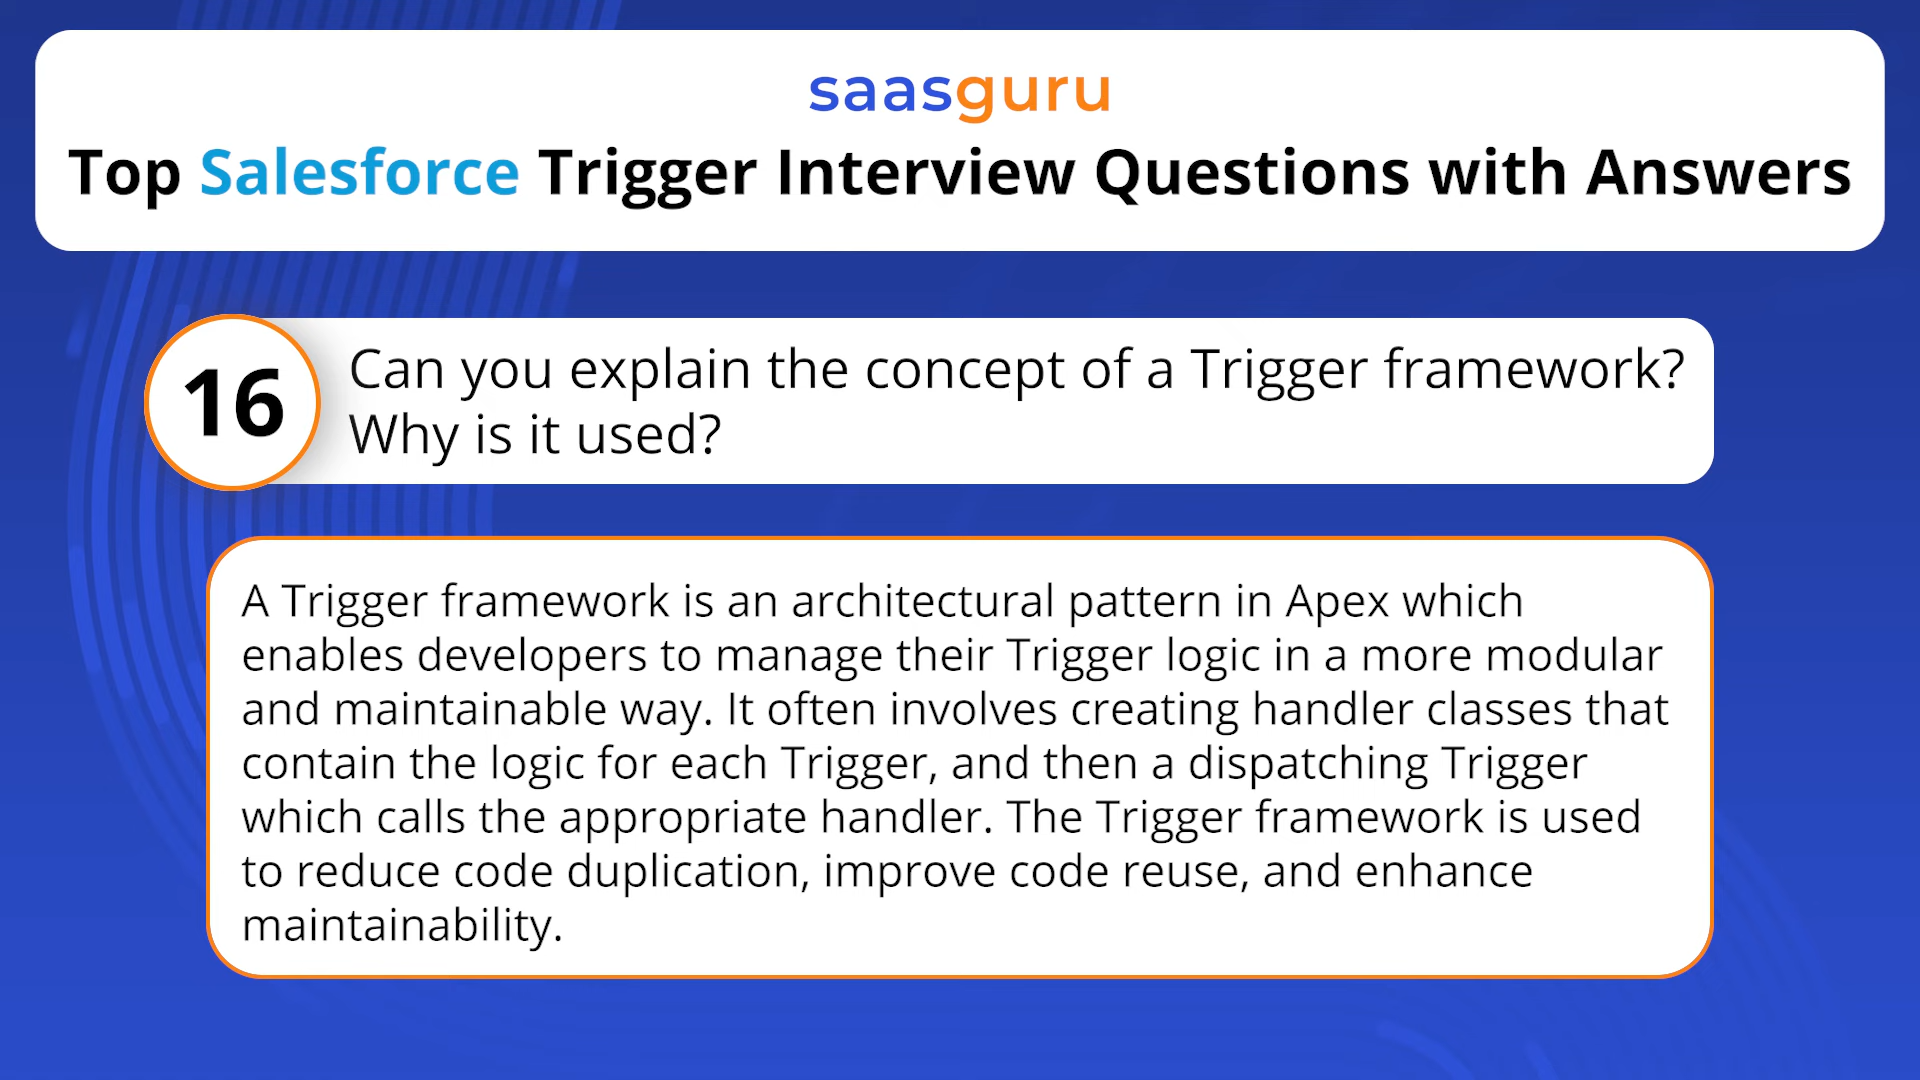 saasguru
Top Salesforce Trigger Interview Questions with Answers
16
Can you explain the concept of a Trigger framework?
Why is it used?
A Trigger framework is an architectural pattern in Apex which
enables developers to manage their Trigger logic in a more modular
and maintainable way. It often involves creating handler classes that
contain the logic for each Trigger, and then a dispatching Trigger
which calls the appropriate handler. The Trigger framework is used
to reduce code duplication, improve code reuse, and enhance
maintainability.